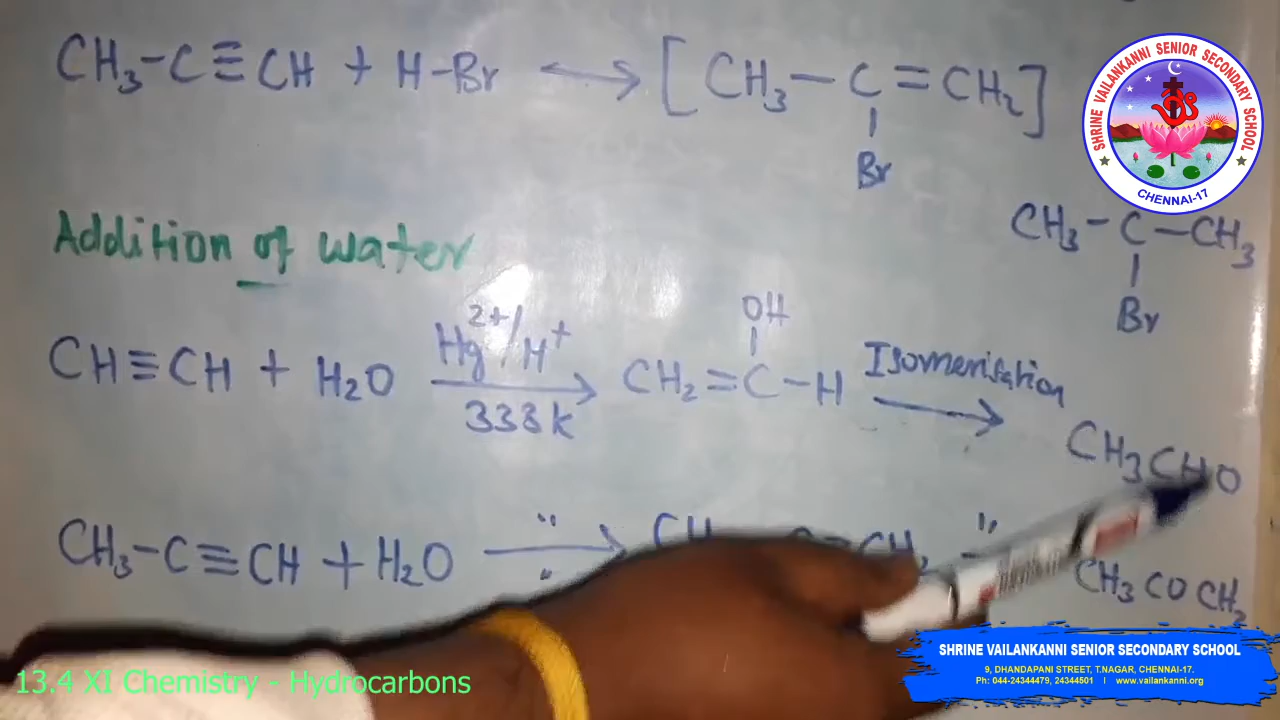 CH₃-C≡CH + H-Br ⟶ [CH₃-C=CH₂]
Br
CH₃-C-CH₃
Br
Addition of water
CH≡CH + H₂O Hg²⁺/H⁺ 333K CH₂=C-H Isomerisation
OH
CH₃CHO
CH₃-C≡CH + H₂O ⟶
CH₃COCH₃
SHRINE VAILANKANNI SENIOR SECONDARY SCHOOL
CHENNAI-17
13.4 XI Chemistry - Hydrocarbons
SHRINE VAILANKANNI SENIOR SECONDARY SCHOOL
9, DHANDAPANI STREET, T.NAGAR, CHENNAI-17.
Ph: 044-24344479, 24344501 I www.vailankanni.org